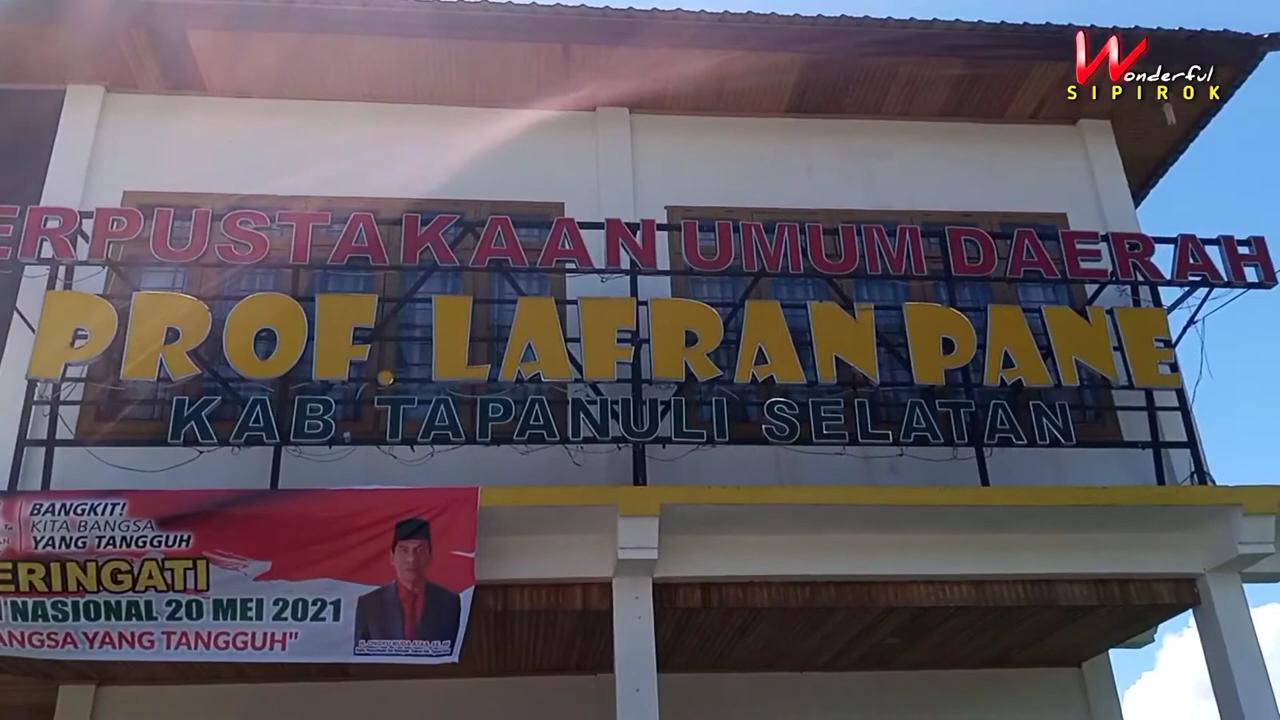 Wonderful
SIPIROK
ERPUSTAKAAN UMUM DAERAH
PROF. LAFRAN PANE
KAB TAPANULI SELATAN
BANGKIT!
KITA BANGSA
YANG TANGGUH
ERINGATI
NASIONAL 20 MEI 2021
ANGSA YANG TANGGUH"